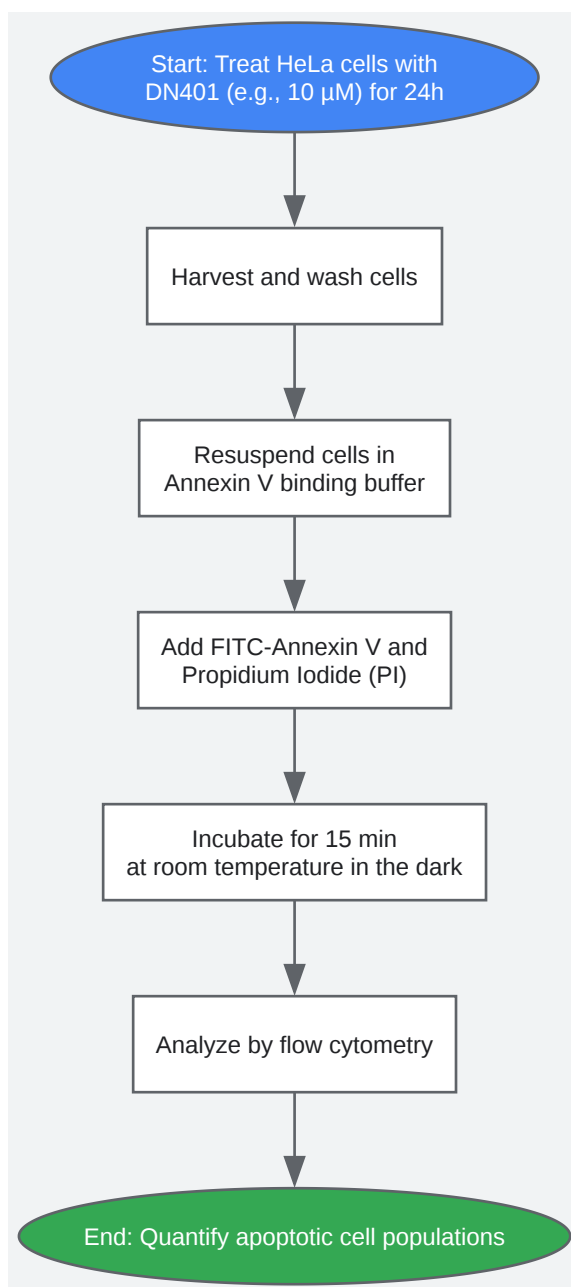 Start: Treat HeLa cells with
DN401 (e.g., 10 µM) for 24h
Harvest and wash cells
Resuspend cells in
Annexin V binding buffer
Add FITC-Annexin V and
Propidium Iodide (PI)
Incubate for 15 min
at room temperature in the dark
Analyze by flow cytometry
End: Quantify apoptotic cell populations